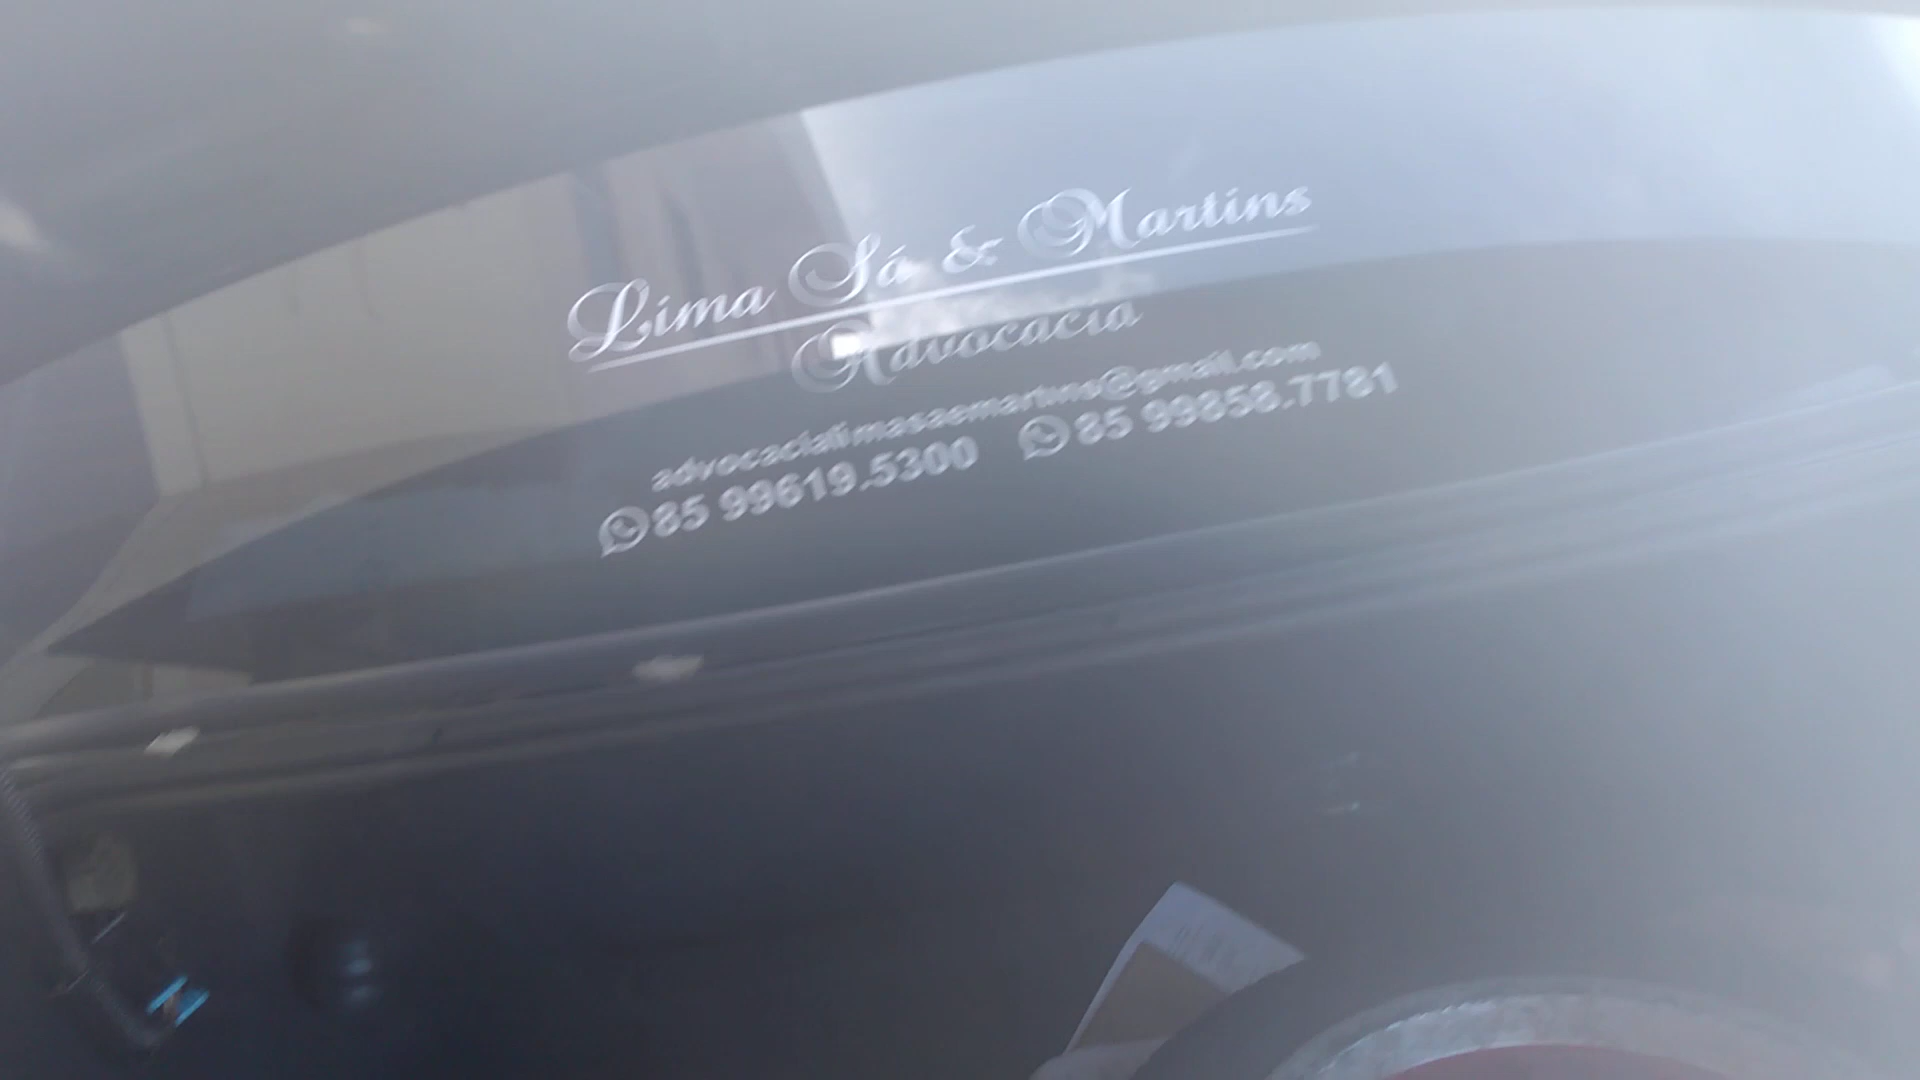 Lima Sá & Martins
Advocacia
advocacialimasaemartins@gmail.com
85 99619.5300 85 99858.7781